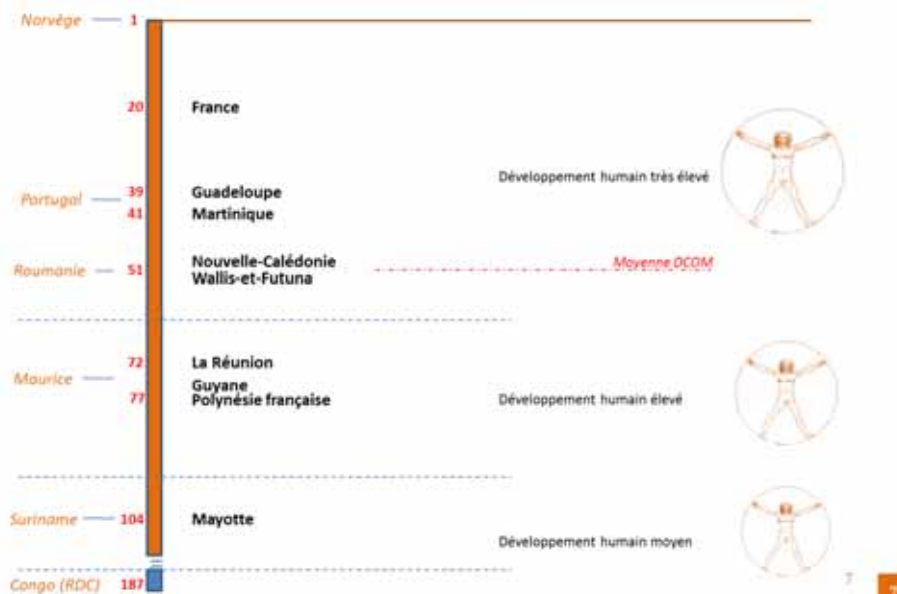 Norvège 1
20 France
Développement humain très élevé
39 Guadeloupe
Portugal
41 Martinique
Nouvelle-Calédonie
Moyenne DCOM
Roumanie 51
Wallis-et-Futuna
72 La Réunion
Maurice
Guyane
77 Polynésie française
Développement humain élevé
Suriname 104 Mayotte
Développement humain moyen
Congo (RDC) 187
7